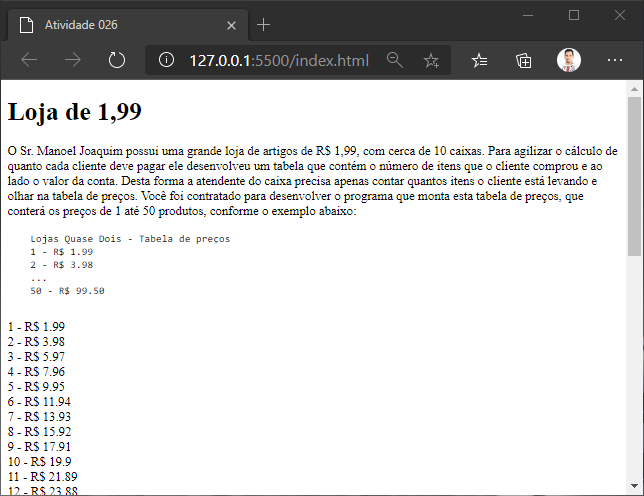 Atividade 026
127.0.0.1:5500/index.html
Loja de 1,99
O Sr. Manoel Joaquim possui uma grande loja de artigos de R$ 1,99, com cerca de 10 caixas. Para agilizar o cálculo de
quanto cada cliente deve pagar ele desenvolveu um tabela que contém o número de itens que o cliente comprou e ao
lado o valor da conta. Desta forma a atendente do caixa precisa apenas contar quantos itens o cliente está levando e
olhar na tabela de preços. Você foi contratado para desenvolver o programa que monta esta tabela de preços, que
conterá os preços de 1 até 50 produtos, conforme o exemplo abaixo:
Lojas Quase Dois - Tabela de preços
1 - R$ 1.99
2 - R$ 3.98
...
50 - R$ 99.50
1 - R$ 1.99
2 - R$ 3.98
3 - R$ 5.97
4 - R$ 7.96
5 - R$ 9.95
6 - R$ 11.94
7 - R$ 13.93
8 - R$ 15.92
9 - R$ 17.91
10 - R$ 19.9
11 - R$ 21.89
12 - R$ 23.88